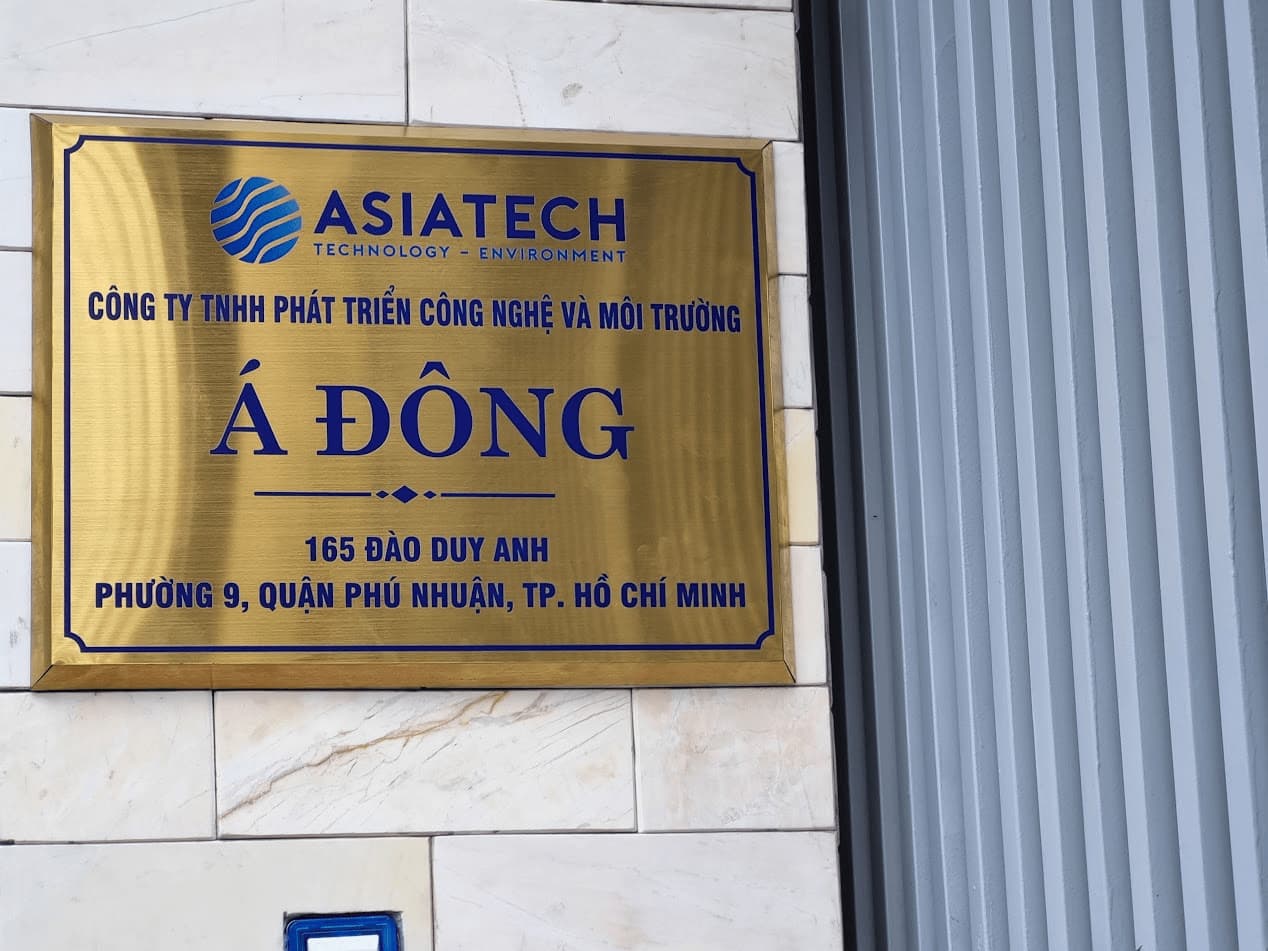 ASIATECH
TECHNOLOGY – ENVIRONMENT
CÔNG TY TNHH PHÁT TRIỂN CÔNG NGHỆ VÀ MÔI TRƯỜNG
Á ĐÔNG
165 ĐÀO DUY ANH
PHƯỜNG 9, QUẬN PHÚ NHUẬN, TP. HỒ CHÍ MINH